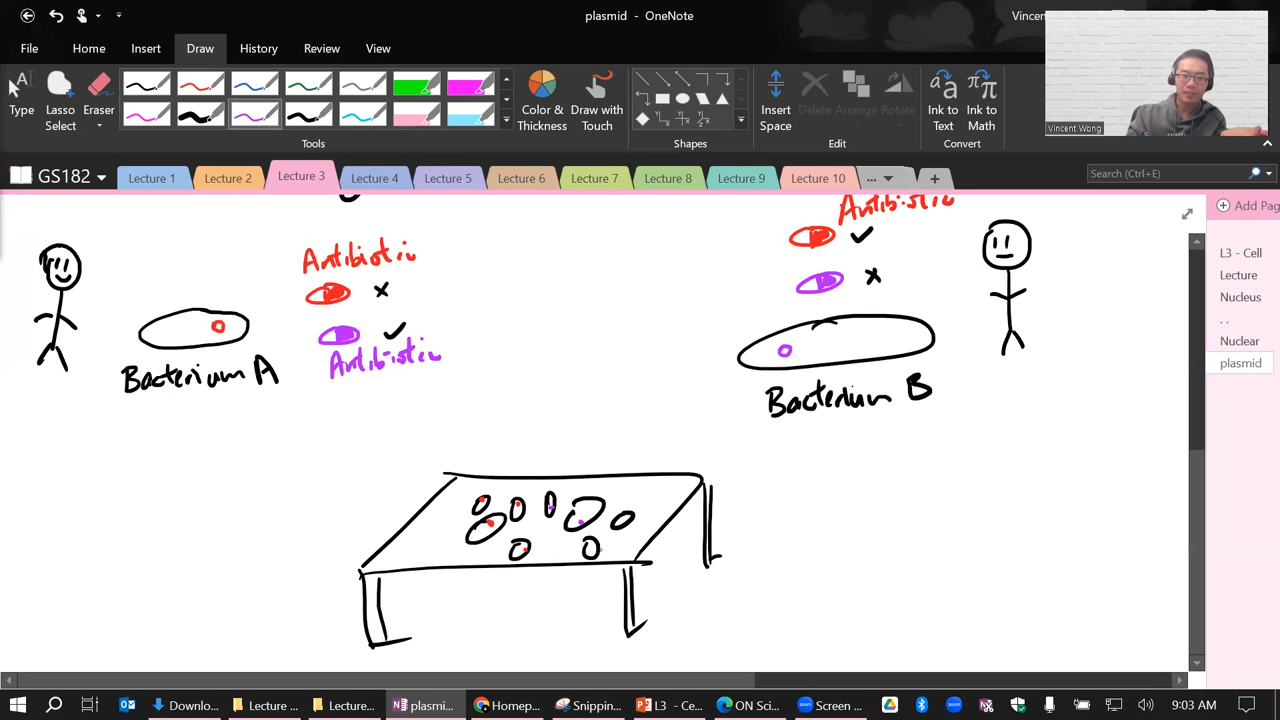 plasmid - OneNote
Vincen
File Home Insert Draw History Review View
Type
Lasso Select
Eraser
Color & Thickness
Draw with Touch
Insert Space
Delete
Arrange
Rotate
Ink to Text
Ink to Math
Tools
Shapes
Edit
Convert
Vincent Wong
GS182
Lecture 1
Lecture 2
Lecture 3
Lecture 4
Lecture 5
Lecture 6
Lecture 7
Lecture 8
Lecture 9
Lecture 10
...
Search (Ctrl+E)
Add Pag
L3 - Cell
Lecture
Nucleus
. .
Nuclear
plasmid
Antibiotic
Antibiotic
Antibiotic
Bacterium A
Bacterium B
Downlo...
Lecture ...
Lecture...
plasmi...
Homep...
Snippin...
L3 - Ce...
ON Sci...
Screen ...
9:03 AM